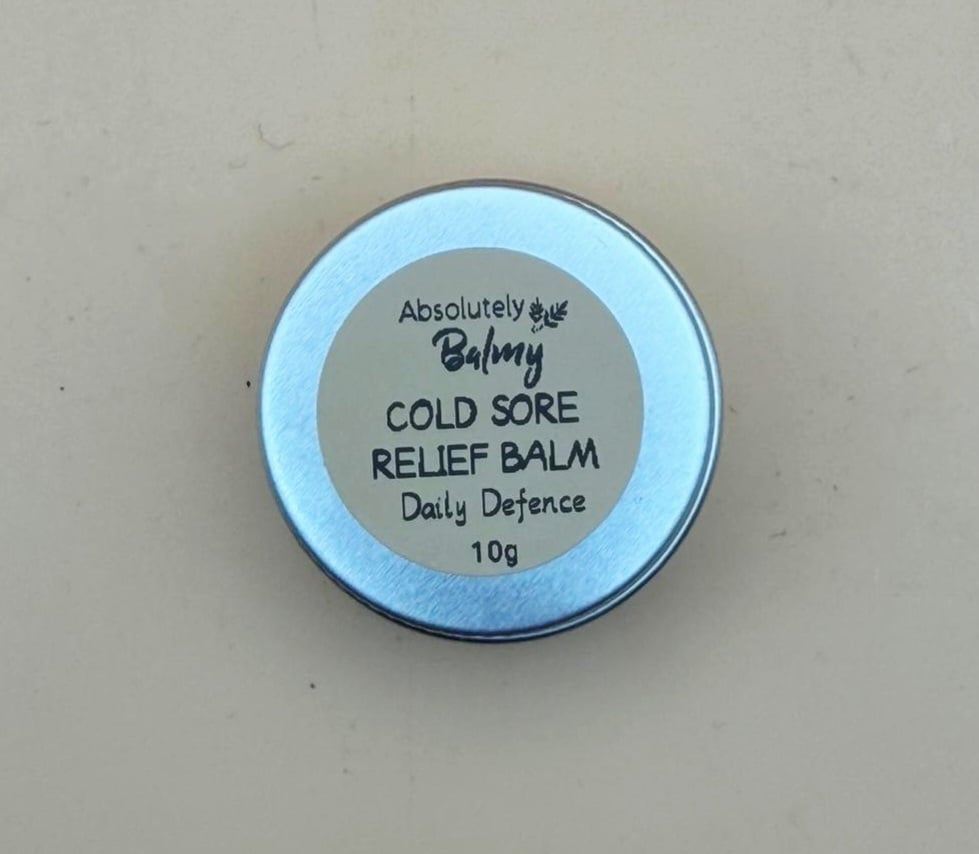 Absolutely
Balmy
COLD SORE
RELIEF BALM
Daily Defence
10g